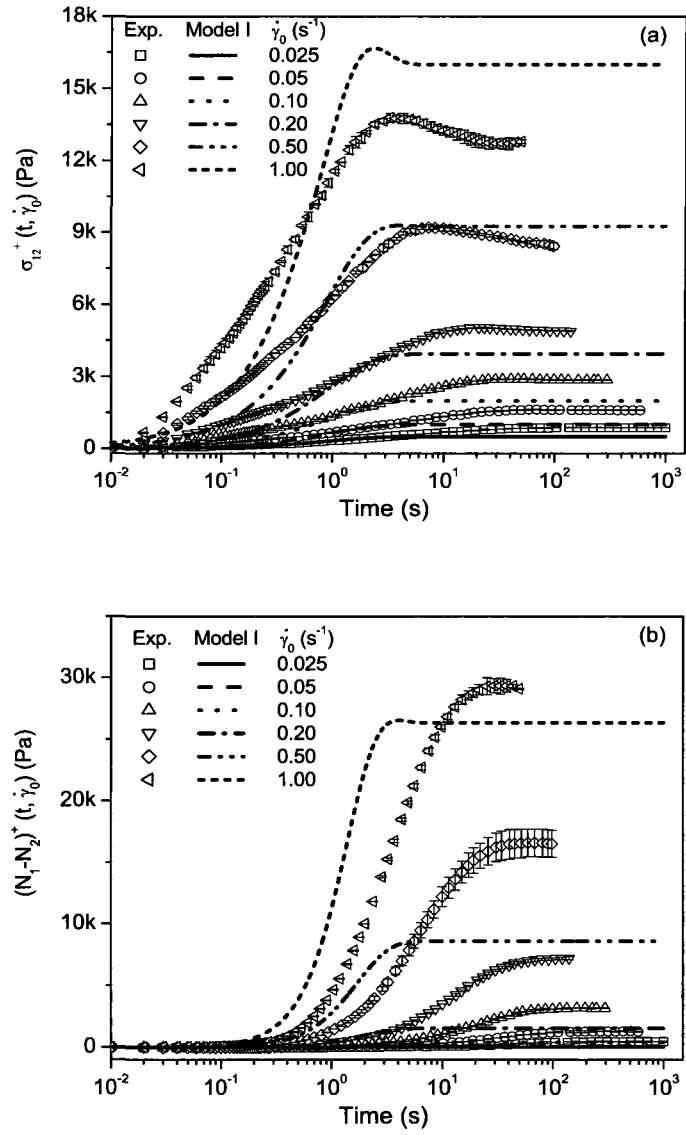 18k
15k
12k
9k
6k
3k
0
σ₁₂⁺ (t, γ̇₀) (Pa)
(a)
Exp. Model I γ̇₀ (s⁻¹)
0.025
0.05
0.10
0.20
0.50
1.00
10⁻² 10⁻¹ 10⁰ 10¹ 10² 10³
Time (s)
30k
20k
10k
0
(N₁-N₂)⁺ (t, γ̇₀) (Pa)
(b)
Exp. Model I γ̇₀ (s⁻¹)
0.025
0.05
0.10
0.20
0.50
1.00
10⁻² 10⁻¹ 10⁰ 10¹ 10² 10³
Time (s)